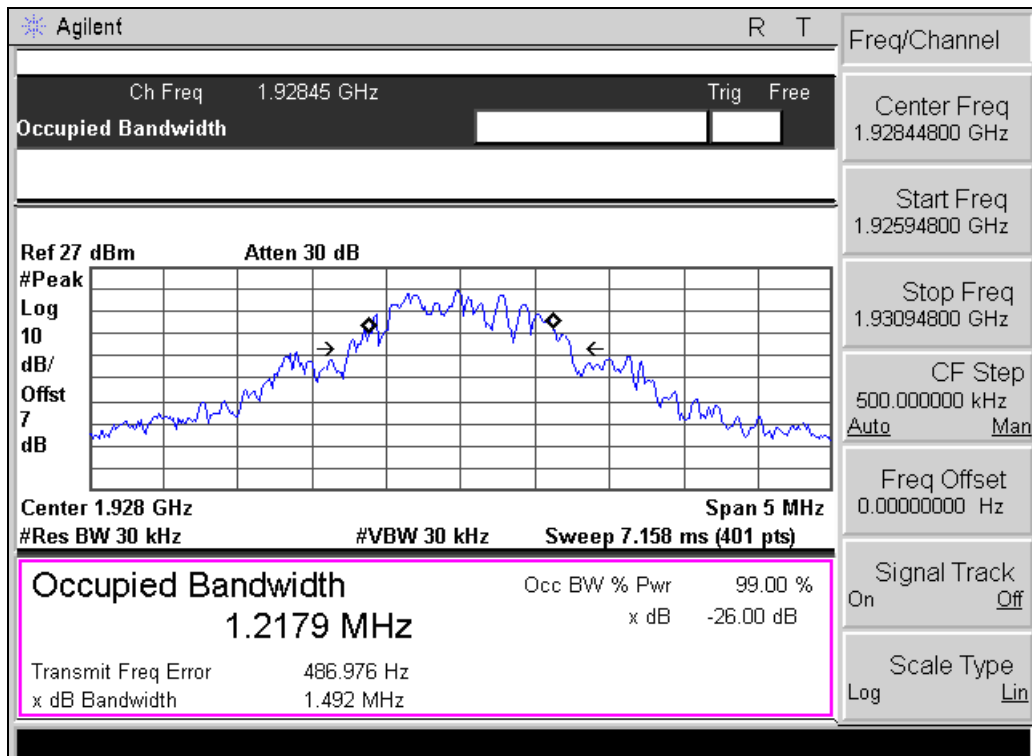 Agilent R T
Ch Freq 1.92845 GHz Trig Free
Occupied Bandwidth
Ref 27 dBm Atten 30 dB
#Peak
Log
10
dB/
Offst
7
dB
Center 1.928 GHz Span 5 MHz
#Res BW 30 kHz #VBW 30 kHz Sweep 7.158 ms (401 pts)
Occupied Bandwidth
1.2179 MHz
Occ BW % Pwr 99.00 %
x dB -26.00 dB
Transmit Freq Error 486.976 Hz
x dB Bandwidth 1.492 MHz
Freq/Channel
Center Freq
1.92844800 GHz
Start Freq
1.92594800 GHz
Stop Freq
1.93094800 GHz
CF Step
500.000000 kHz
Auto Man
Freq Offset
0.00000000 Hz
Signal Track
On Off
Scale Type
Log Lin